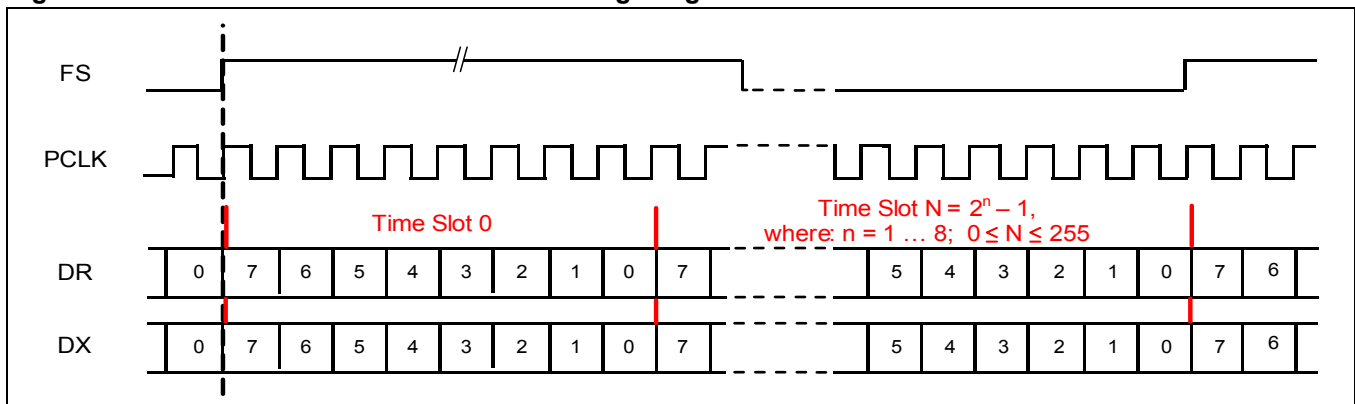 FS
PCLK
Time Slot 0
Time Slot N = 2ⁿ – 1,
where: n = 1 … 8; 0 ≤ N ≤ 255
DR 0 7 6 5 4 3 2 1 0 7 5 4 3 2 1 0 7 6
DX 0 7 6 5 4 3 2 1 0 7 5 4 3 2 1 0 7 6